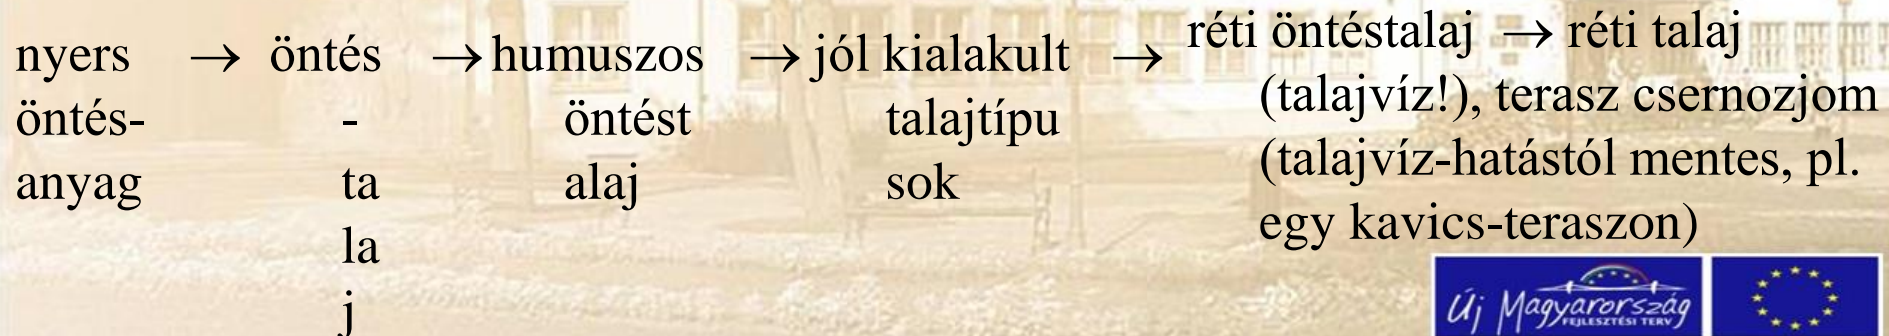 nyers → öntés → humuszos → jól kialakult → réti öntéstalaj → réti talaj
öntés- - öntést talajtípu (talajvíz!), terasz csernozjom
anyag ta alaj sok (talajvíz-hatástól mentes, pl.
la egy kavics-teraszon)
j
Új Magyarország
FEJLESZTÉSI TERV